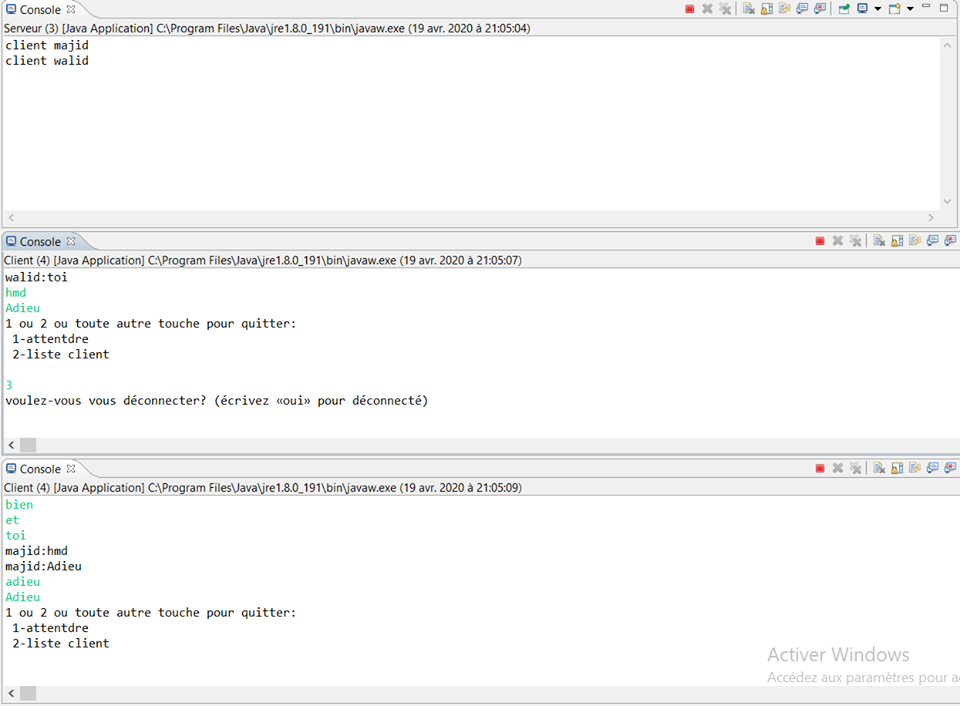 Console
Serveur (3) [Java Application] C:\Program Files\Java\jre1.8.0_191\bin\javaw.exe (19 avr. 2020 à 21:05:04)
client majid
client walid
Console
Client (4) [Java Application] C:\Program Files\Java\jre1.8.0_191\bin\javaw.exe (19 avr. 2020 à 21:05:07)
walid:toi
hmd
Adieu
1 ou 2 ou toute autre touche pour quitter:
1-attentdre
2-liste client
3
voulez-vous vous déconnecter? (écrivez «oui» pour déconnecté)
Console
Client (4) [Java Application] C:\Program Files\Java\jre1.8.0_191\bin\javaw.exe (19 avr. 2020 à 21:05:09)
bien
et
toi
majid:hmd
majid:Adieu
adieu
Adieu
1 ou 2 ou toute autre touche pour quitter:
1-attentdre
2-liste client
Activer Windows
Accédez aux paramètres pour a